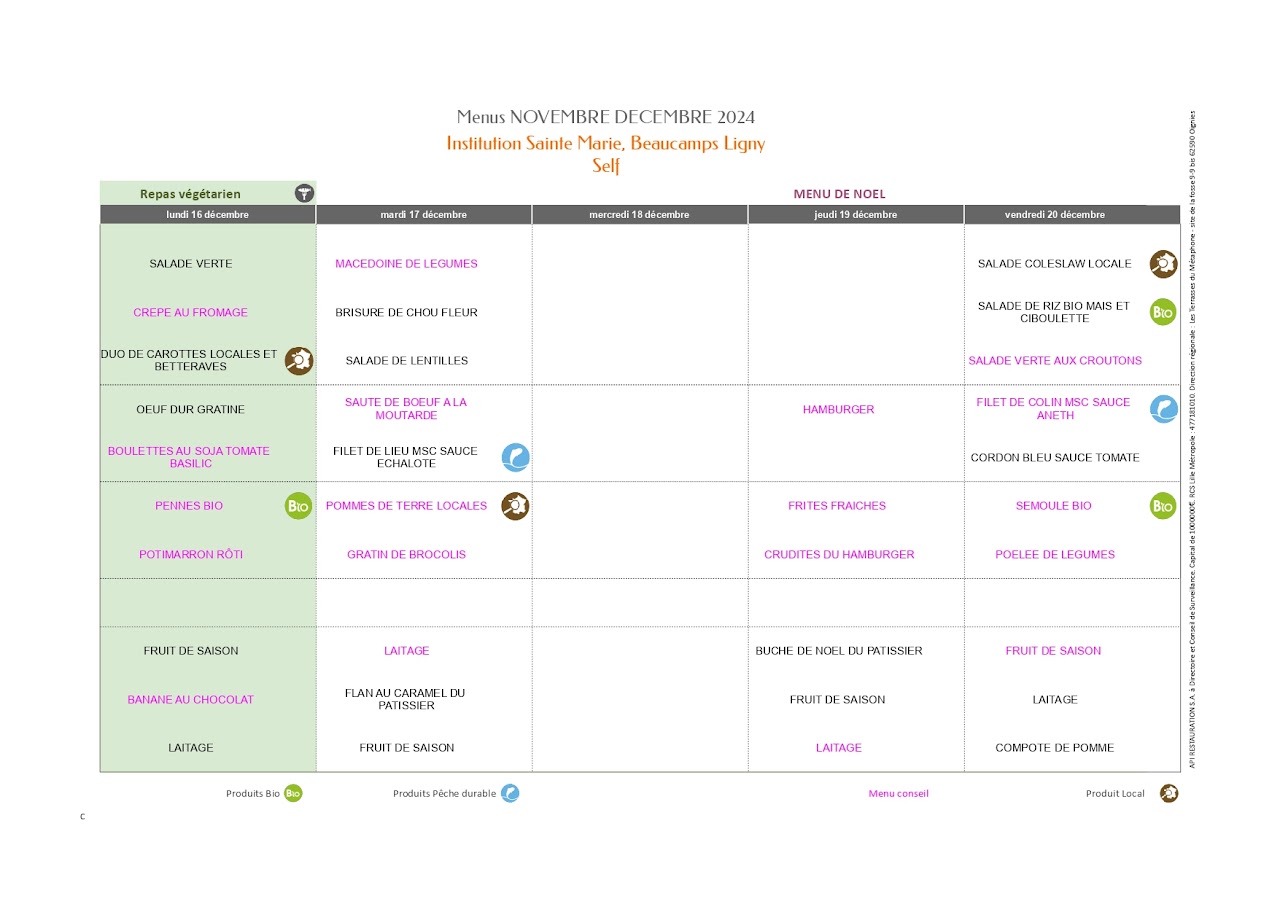 Menus NOVEMBRE DECEMBRE 2024
Institution Sainte Marie, Beaucamps Ligny
Self
Repas végétarien
MENU DE NOEL
lundi 16 décembre
mardi 17 décembre
mercredi 18 décembre
jeudi 19 décembre
vendredi 20 décembre
SALADE VERTE
MACEDOINE DE LEGUMES
SALADE COLESLAW LOCALE
CREPE AU FROMAGE
BRISURE DE CHOU FLEUR
SALADE DE RIZ BIO MAIS ET
CIBOULETTE
Bio
DUO DE CAROTTES LOCALES ET
BETTERAVES
SALADE DE LENTILLES
SALADE VERTE AUX CROUTONS
OEUF DUR GRATINE
SAUTE DE BOEUF A LA
MOUTARDE
HAMBURGER
FILET DE COLIN MSC SAUCE
ANETH
BOULETTES AU SOJA TOMATE
BASILIC
FILET DE LIEU MSC SAUCE
ECHALOTE
CORDON BLEU SAUCE TOMATE
PENNES BIO
Bio
POMMES DE TERRE LOCALES
FRITES FRAICHES
SEMOULE BIO
Bio
POTIMARRON RÔTI
GRATIN DE BROCOLIS
CRUDITES DU HAMBURGER
POELEE DE LEGUMES
FRUIT DE SAISON
LAITAGE
BUCHE DE NOEL DU PATISSIER
FRUIT DE SAISON
BANANE AU CHOCOLAT
FLAN AU CARAMEL DU
PATISSIER
FRUIT DE SAISON
LAITAGE
LAITAGE
FRUIT DE SAISON
LAITAGE
COMPOTE DE POMME
Produits Bio
Bio
Produits Pêche durable
Menu conseil
Produit Local
C
API RESTAURATION S.A. à Directoire et Conseil de Surveillance. Capital de 1000000€. RCS Lille Métropole : 477181010. Direction régionale : Les Terrasses du Métaphone - site de la fosse 9-9 bis 62590 Oignies